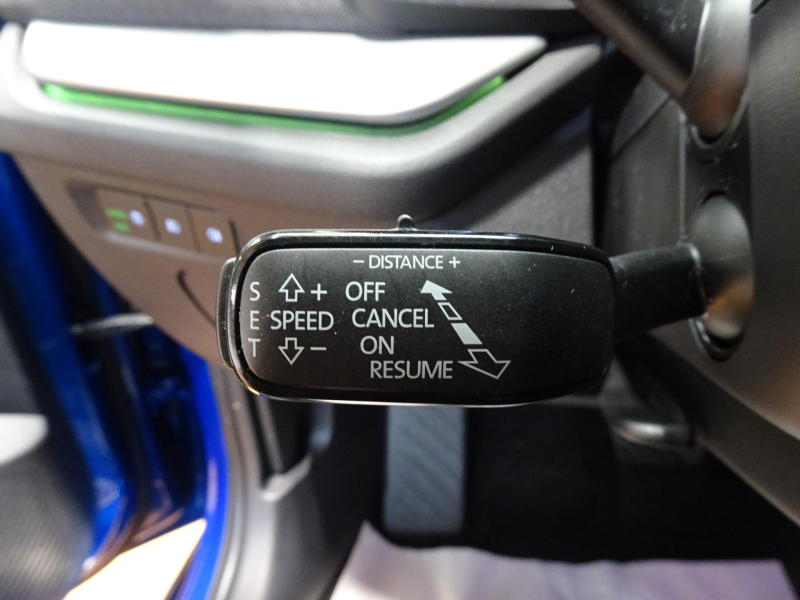 − DISTANCE +
S + OFF
E SPEED CANCEL
T − ON
RESUME